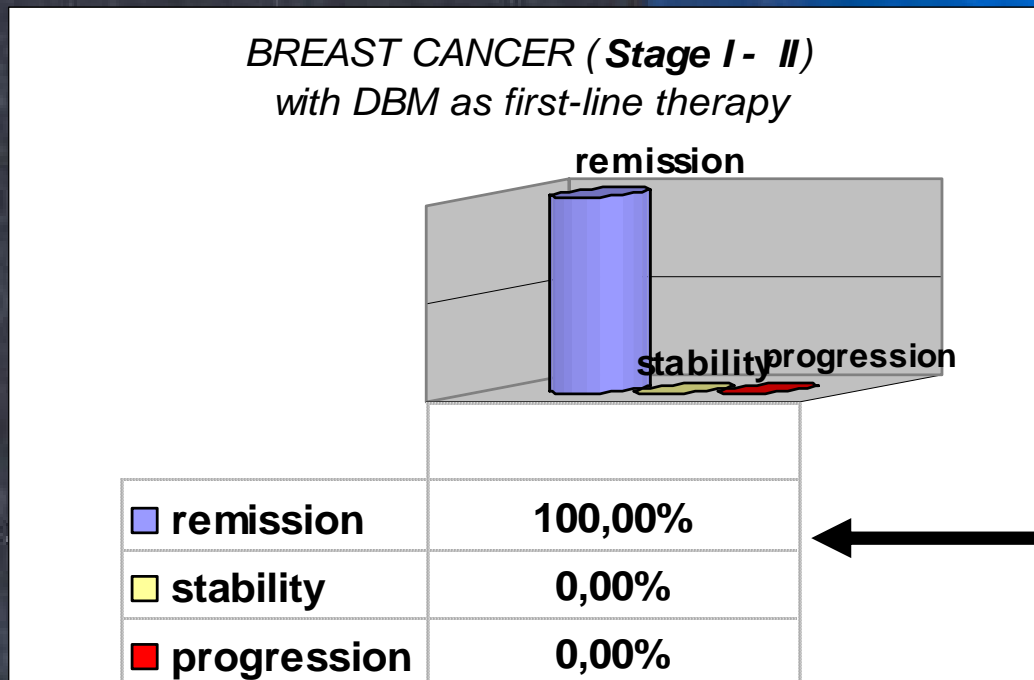 BREAST CANCER (Stage I - II)
with DBM as first-line therapy
remission
stability
progression
remission 100,00%
stability 0,00%
progression 0,00%